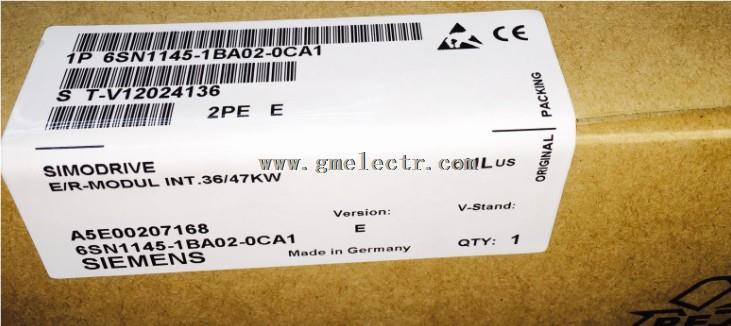 1P 6SN1145-1BA02-0CA1
S T-V12024136
2PE E
CE
ORIGINAL PACKING
www.gmelectr.com
SIMODRIVE
E/R-MODUL INT.36/47KW
US
A5E00207168
6SN1145-1BA02-0CA1
SIEMENS
Version:
E
Made in Germany
V-Stand:
QTY: 1